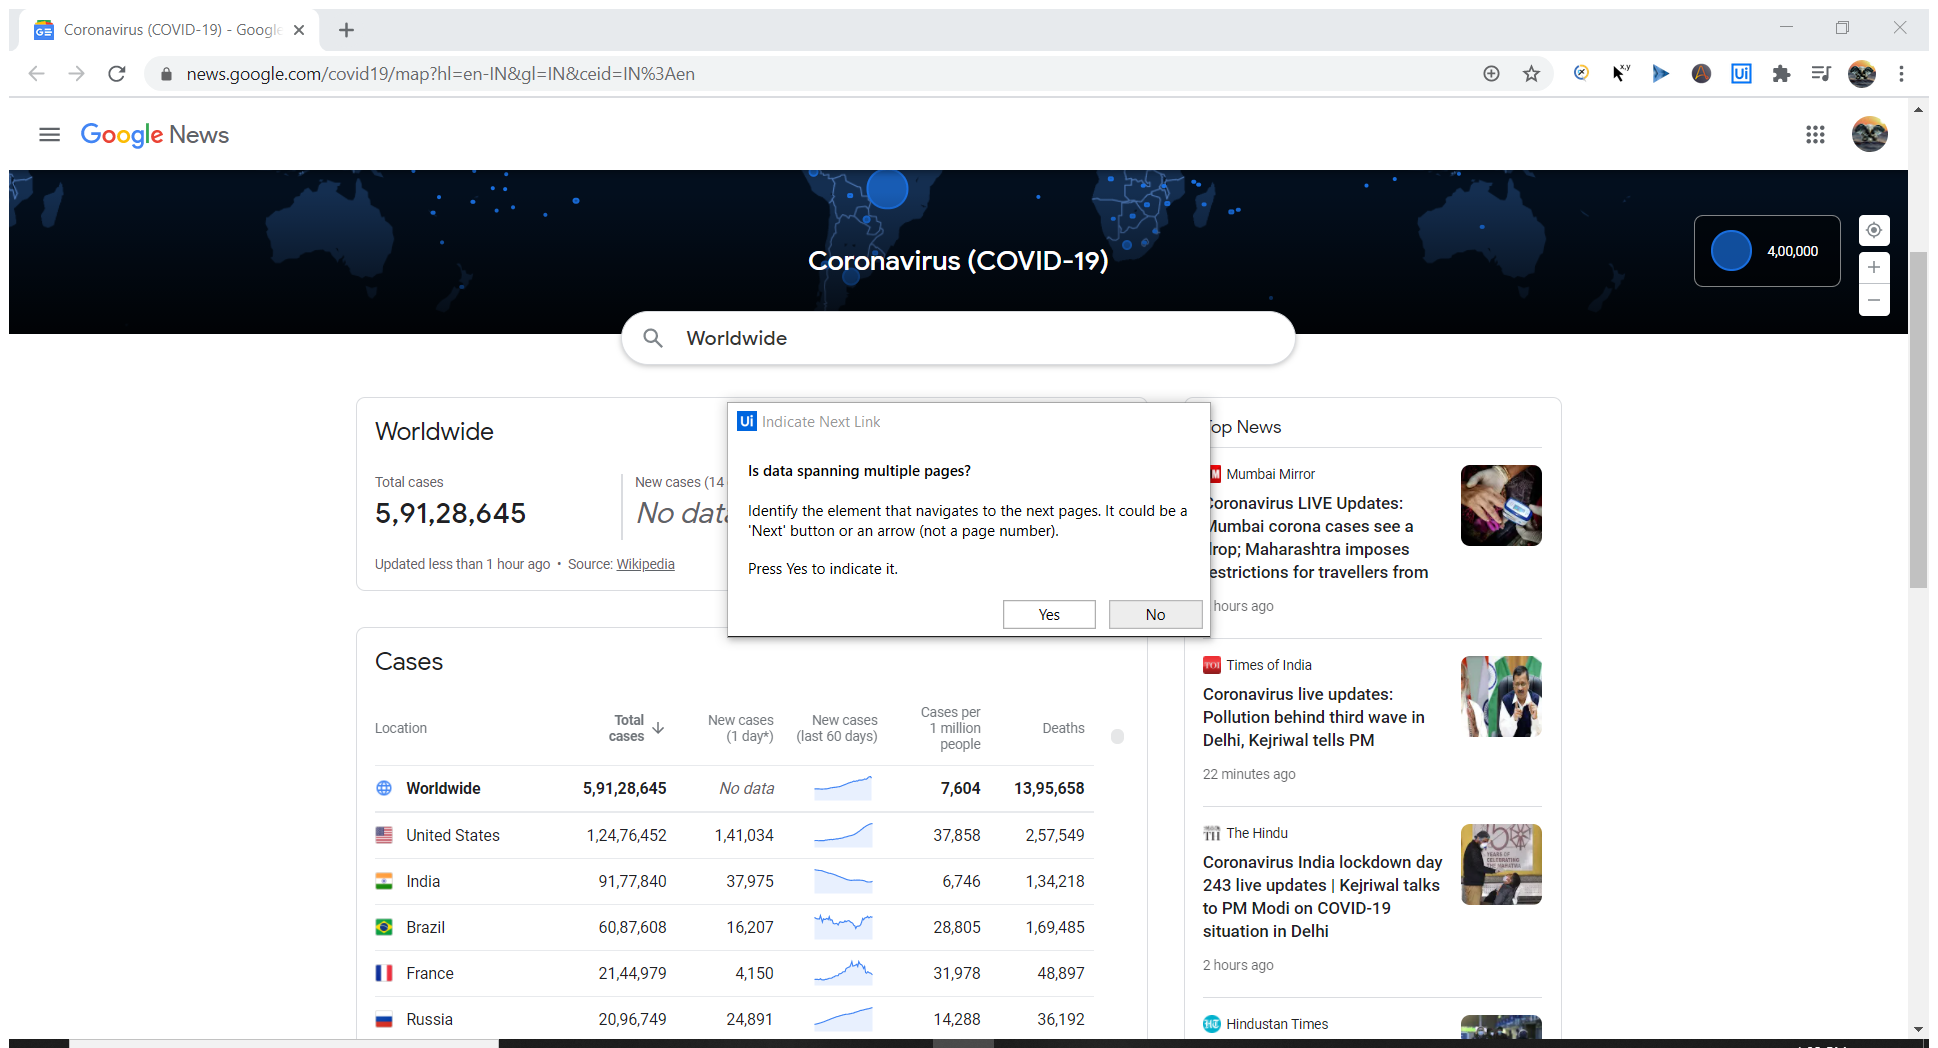 Coronavirus (COVID-19) - Google
news.google.com/covid19/map?hl=en-IN&gl=IN&ceid=IN%3Aen
x,y
Ui
Google News
Coronavirus (COVID-19)
4,00,000
Worldwide
Worldwide
Total cases
5,91,28,645
Updated less than 1 hour ago • Source: Wikipedia
New cases (14
No data
Ui Indicate Next Link
Is data spanning multiple pages?
Identify the element that navigates to the next pages. It could be a
'Next' button or an arrow (not a page number).
Press Yes to indicate it.
Yes No
Cases
Location Total cases New cases (1 day*) New cases (last 60 days) Cases per 1 million people Deaths
Worldwide 5,91,28,645 No data 7,604 13,95,658
United States 1,24,76,452 1,41,034 37,858 2,57,549
India 91,77,840 37,975 6,746 1,34,218
Brazil 60,87,608 16,207 28,805 1,69,485
France 21,44,979 4,150 31,978 48,897
Russia 20,96,749 24,891 14,288 36,192
op News
M Mumbai Mirror
Coronavirus LIVE Updates:
Mumbai corona cases see a
drop; Maharashtra imposes
restrictions for travellers from
hours ago
TOI Times of India
Coronavirus live updates:
Pollution behind third wave in
Delhi, Kejriwal tells PM
22 minutes ago
The Hindu
Coronavirus India lockdown day
243 live updates | Kejriwal talks
to PM Modi on COVID-19
situation in Delhi
2 hours ago
HT Hindustan Times